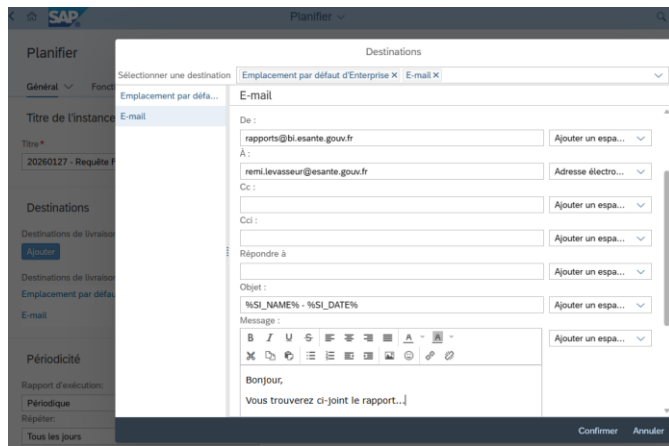 SAP
Planifier
Planifier
Général
Titre de l'instance
Titre*
20260127 - Requête F
Destinations
Destinations de livraison
Ajouter
Destinations de livraison
Emplacement par défau
E-mail
Périodicité
Rapport d'exécution:
Périodique
Répéter:
Tous les jours
Destinations
Sélectionner une destination
Emplacement par défaut d'Enterprise ×
E-mail ×
Emplacement par défa...
E-mail
E-mail
De :
rapports@bi.esante.gouv.fr
Ajouter un espa...
À :
remi.levasseur@esante.gouv.fr
Adresse électro...
Cc :
Ajouter un espa...
Cci :
Ajouter un espa...
Répondre à
Ajouter un espa...
Objet :
%SI_NAME% - %SI_DATE%
Ajouter un espa...
Message :
B I U S A A
Ajouter un espa...
Bonjour,
Vous trouverez ci-joint le rapport...
Confirmer Annuler